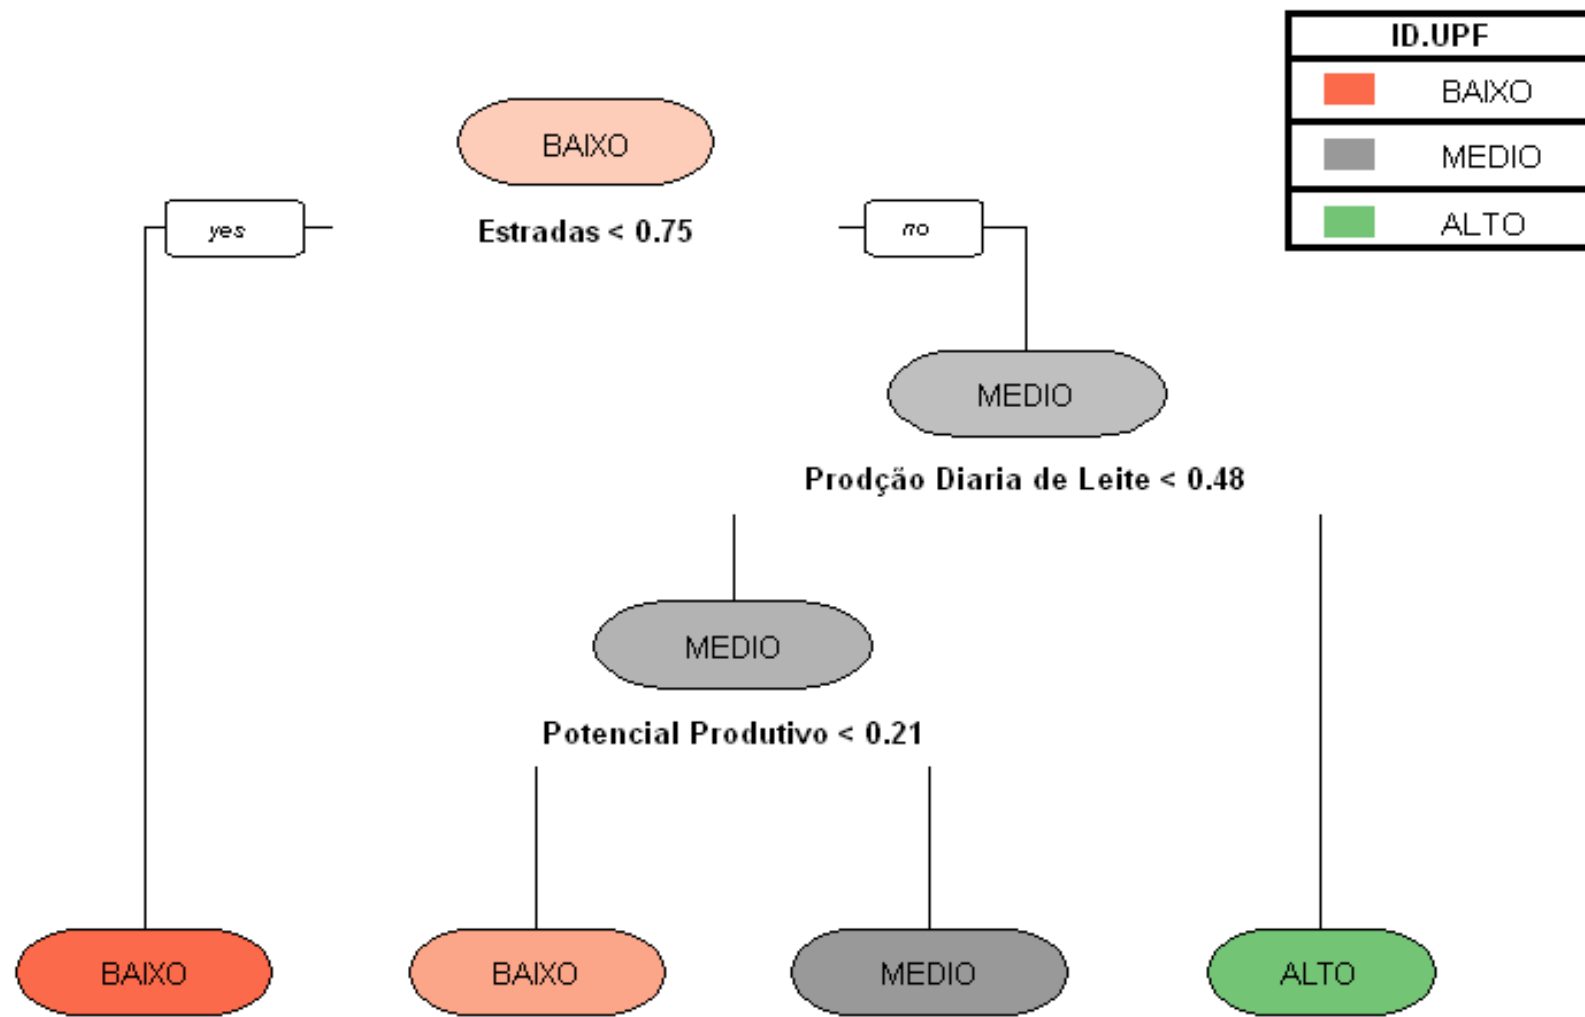 ID.UPF
BAIXO
MEDIO
ALTO
BAIXO
yes
Estradas < 0.75
no
MEDIO
Prodção Diaria de Leite < 0.48
MEDIO
Potencial Produtivo < 0.21
BAIXO
BAIXO
MEDIO
ALTO